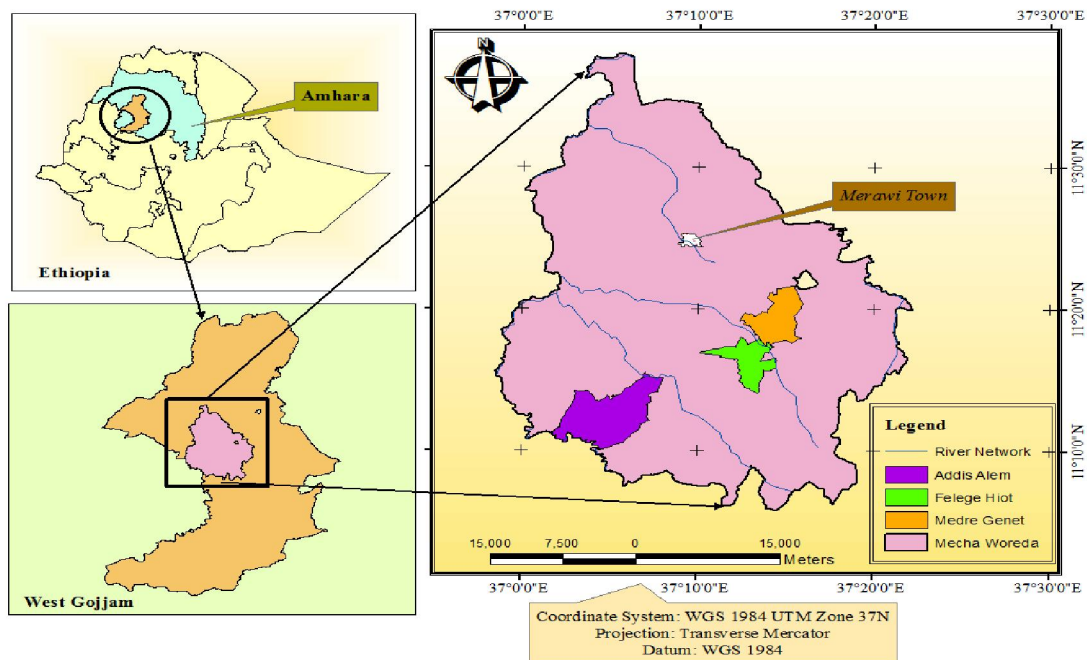 Amhara
Ethiopia
West Gojjam
37°0'0"E 37°10'0"E 37°20'0"E 37°30'0"E
N
Merawi Town
11°30'0"N
11°20'0"N
11°10'0"N
Legend
River Network
Addis Alem
Felege Hiot
Medre Genet
Mecha Woreda
15,000 7,500 0 15,000
Meters
37°0'0"E 37°10'0"E 37°20'0"E 37°30'0"E
Coordinate System: WGS 1984 UTM Zone 37N
Projection: Transverse Mercator
Datum: WGS 1984